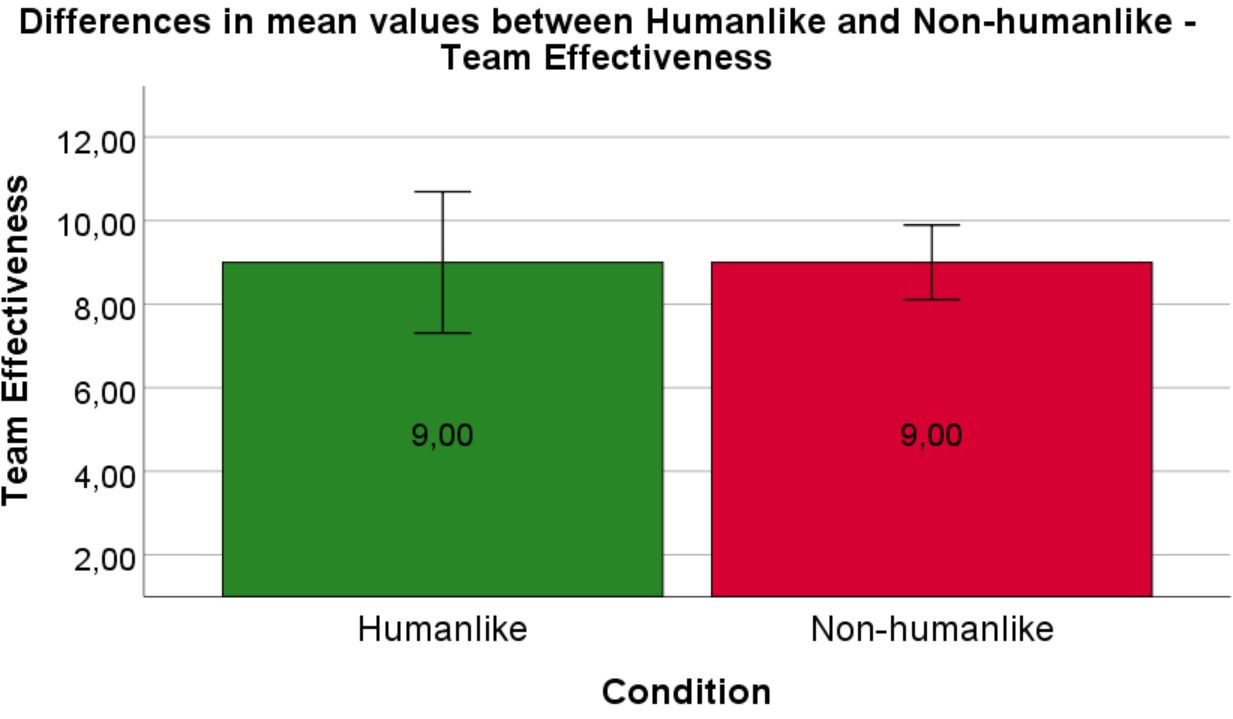 Differences in mean values between Humanlike and Non-humanlike -
Team Effectiveness
Team Effectiveness
12,00
10,00
8,00
6,00
4,00
2,00
9,00
9,00
Humanlike
Non-humanlike
Condition